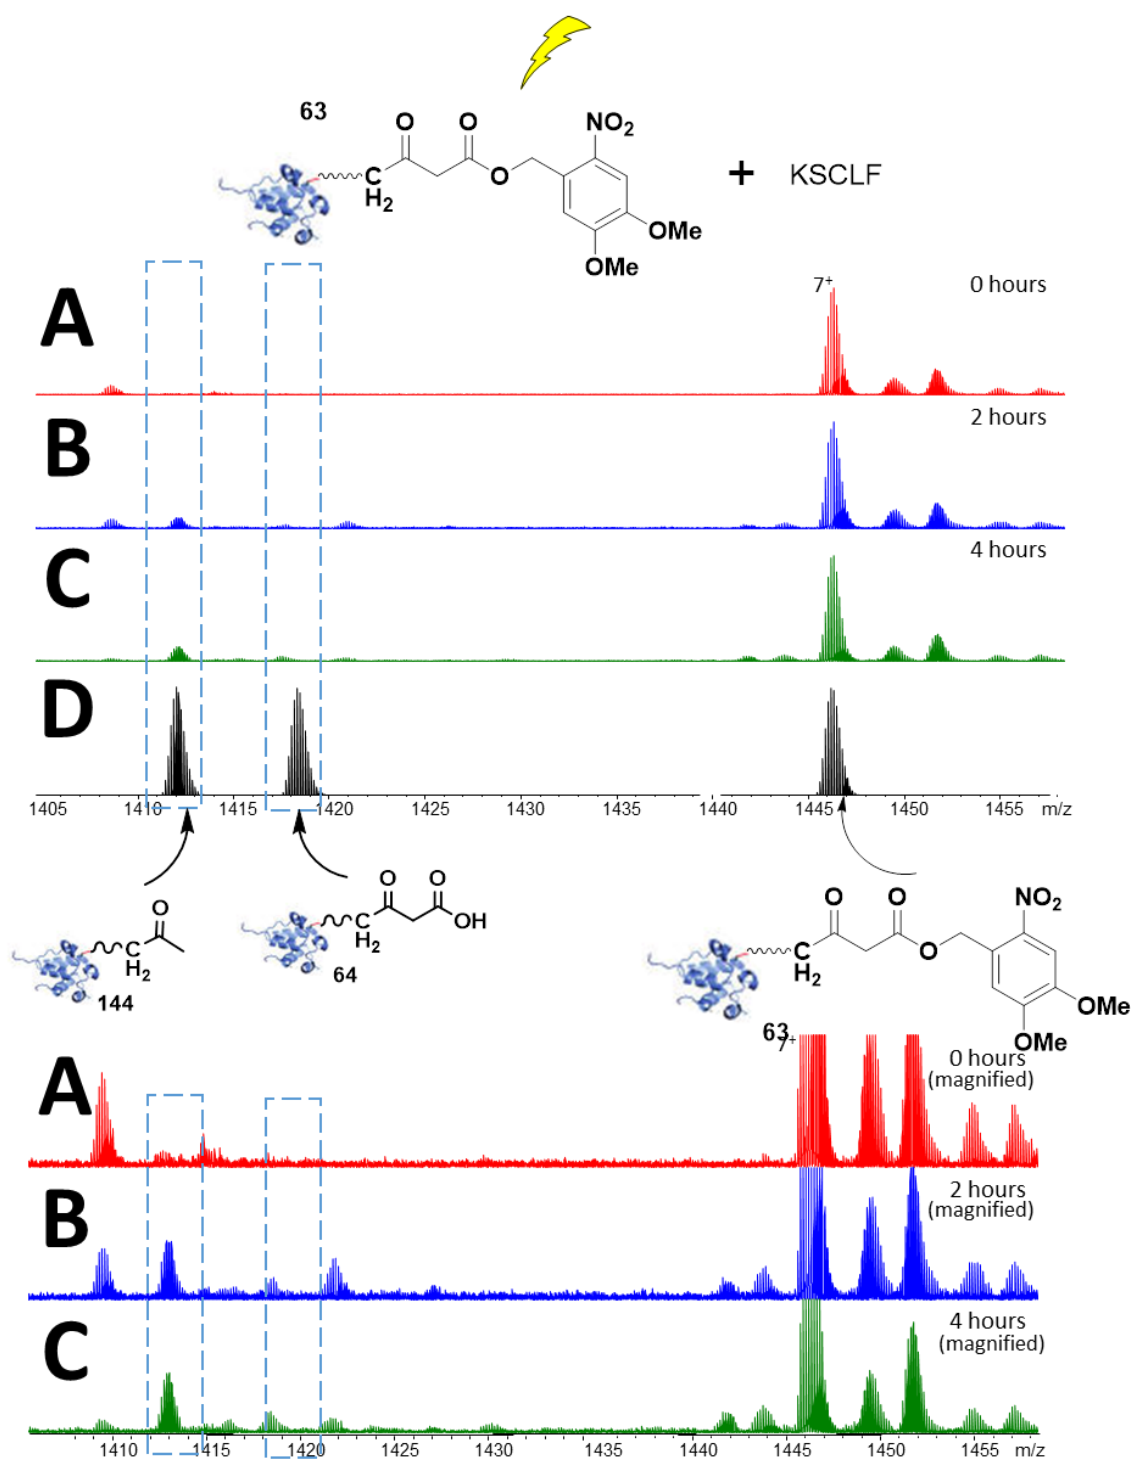 63
O
O
NO₂
C
H₂
O
OMe
OMe
+
KSCLF
A
7⁺
0 hours
B
2 hours
C
4 hours
D
1405
1410
1415
1420
1425
1430
1435
1440
1445
1450
1455
m/z
O
C
H₂
144
O
O
OH
C
H₂
64
O
O
NO₂
C
H₂
O
OMe
OMe
63
7⁺
A
0 hours
(magnified)
B
2 hours
(magnified)
C
4 hours
(magnified)
1410
1415
1420
1425
1430
1435
1440
1445
1450
1455
m/z